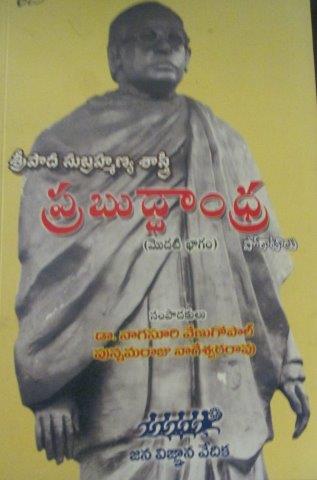 శ్రీపాద సుబ్రహ్మణ్య శాస్త్రి
ప్రబుద్ధాంధ్ర
(మొదటి భాగం)
సంపాదకులు
డా. నాగసూరి వేణుగోపాల్
పున్నమరాజు నాగేశ్వరరావు
జన విజ్ఞాన వేదిక